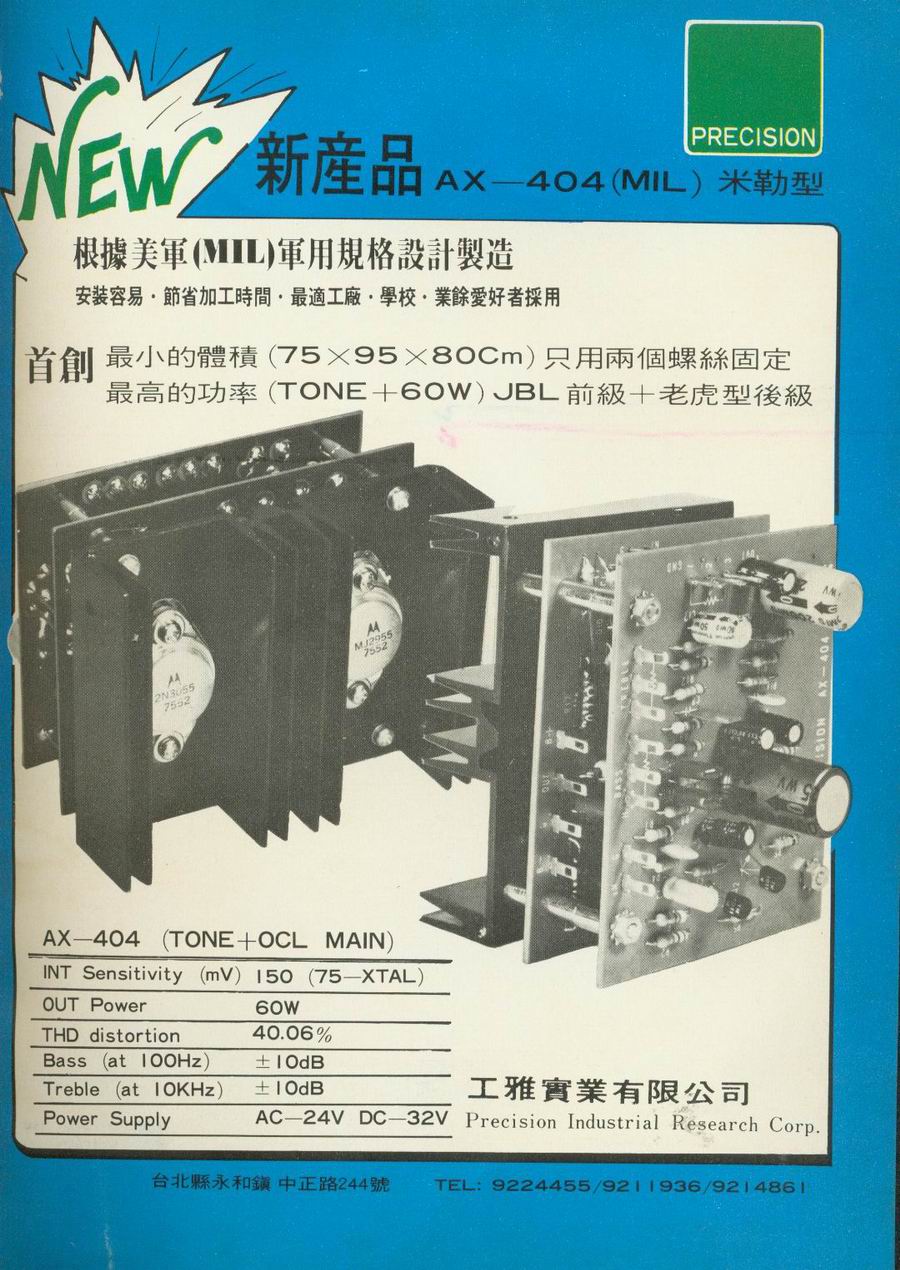 NEW
PRECISION
新産品 AX—404(MIL) 米勒型
根據美軍(MIL)軍用規格設計製造
安裝容易・節省加工時間・最適工廠・學校・業餘愛好者採用
首創 最小的體積(75×95×80Cm)只用兩個螺絲固定
最高的功率(TONE+60W)JBL前級+老虎型後級
2N3055
7552
MJ2955
7552
GND
AX-404
AX—404 (TONE+OCL MAIN)
INT Sensitivity (mV) 150 (75—XTAL)
OUT Power 60W
THD distortion 40.06%
Bass (at 100Hz) ±10dB
Treble (at 10KHz) ±10dB
Power Supply AC—24V DC—32V
工雅實業有限公司
Precision Industrial Research Corp.
台北縣永和鎭 中正路244號 TEL: 9224455/9211936/9214861